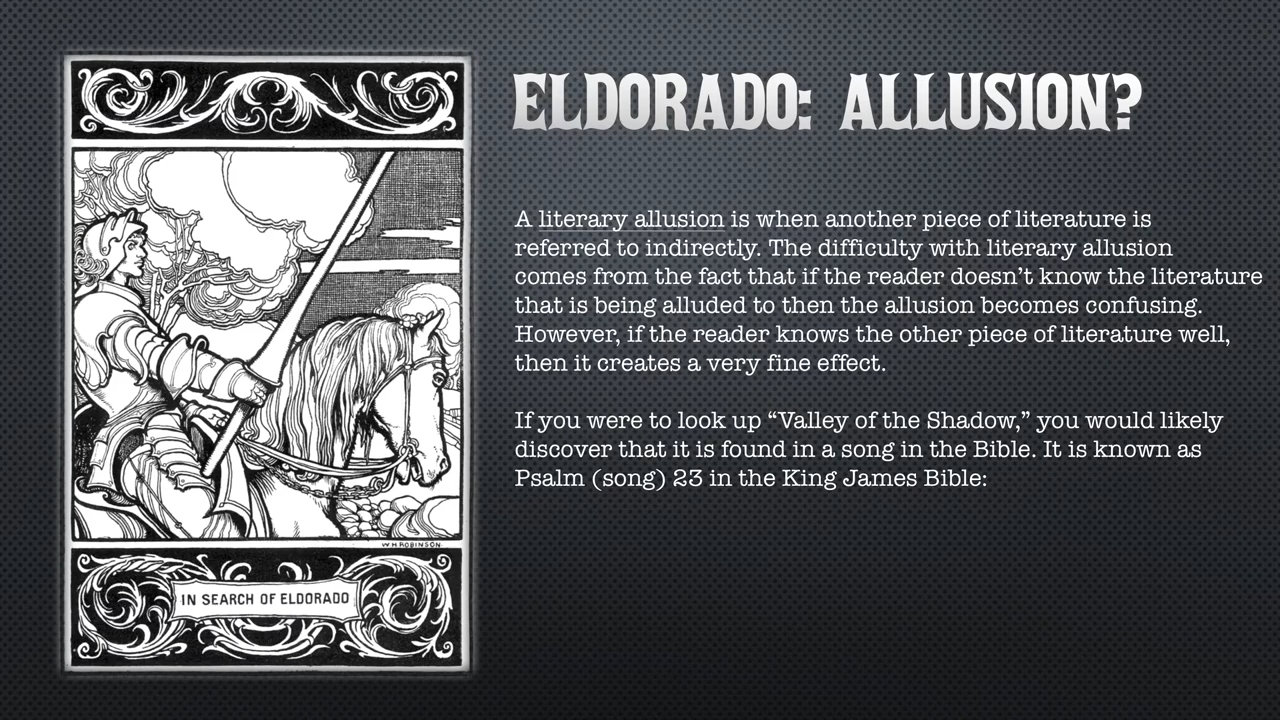 ELDORADO: ALLUSION?
A literary allusion is when another piece of literature is
referred to indirectly. The difficulty with literary allusion
comes from the fact that if the reader doesn’t know the literature
that is being alluded to then the allusion becomes confusing.
However, if the reader knows the other piece of literature well,
then it creates a very fine effect.
If you were to look up “Valley of the Shadow,” you would likely
discover that it is found in a song in the Bible. It is known as
Psalm (song) 23 in the King James Bible:
W.H.ROBINSON
IN SEARCH OF ELDORADO